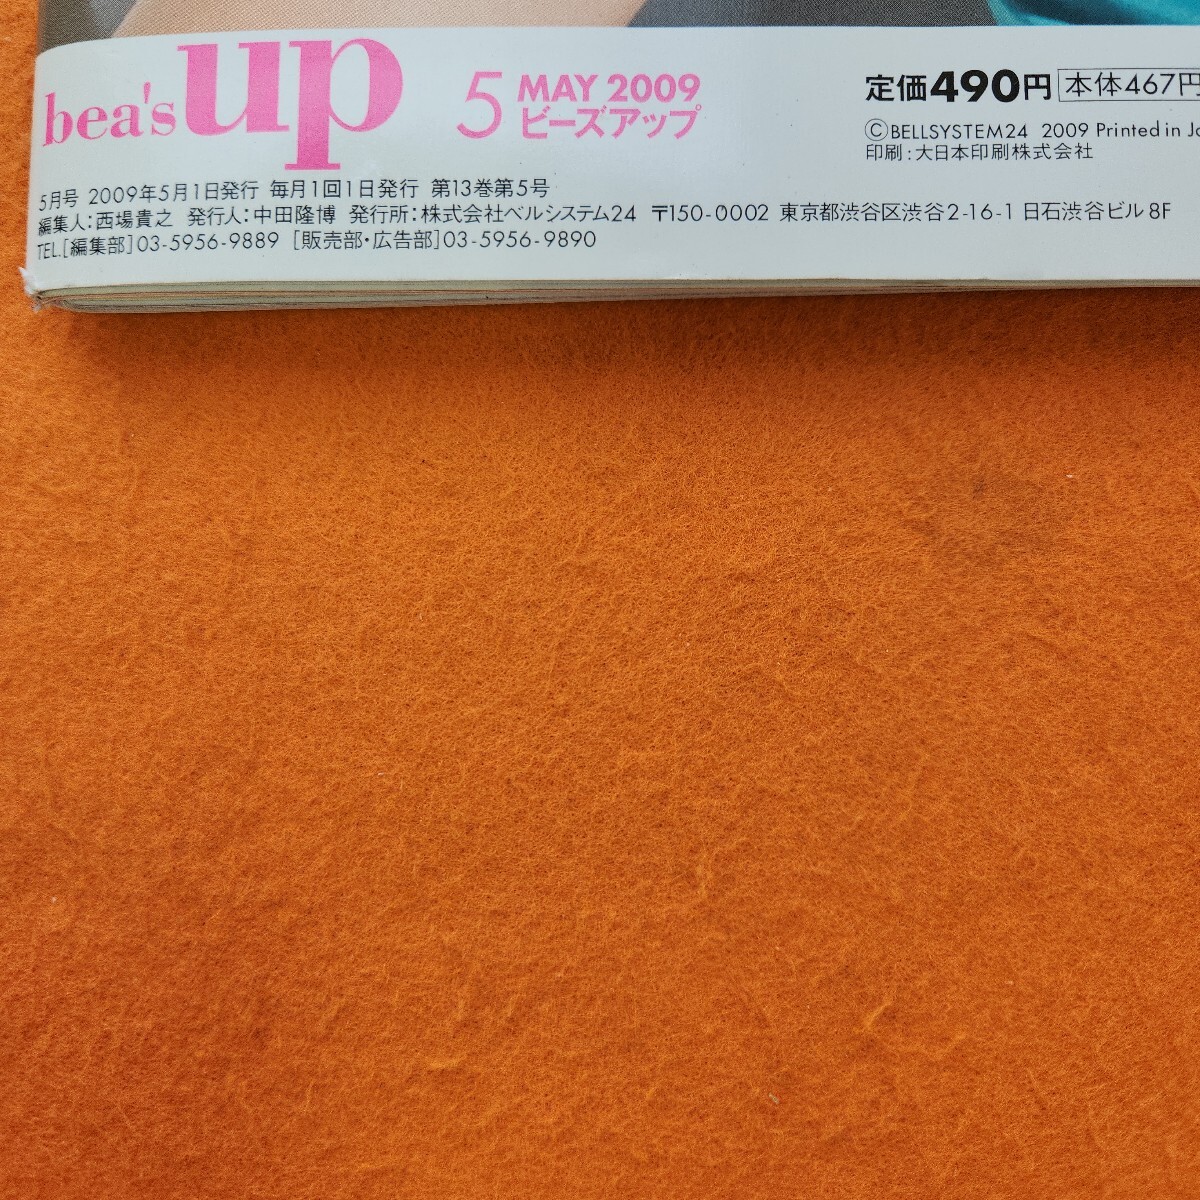 bea's up
5 MAY 2009
ビーズアップ
定価490円 本体467円
ⒸBELLSYSTEM24 2009 Printed in
印刷：大日本印刷株式会社
5月号 2009年5月1日発行 毎月1回1日発行 第13巻第5号
編集人：西場貴之 発行人：中田隆博 発行所：株式会社ベルシステム24 〒150-0002 東京都渋谷区渋谷2-16-1 日石渋谷ビル8F
TEL.[編集部]03-5956-9889 [販売部・広告部]03-5956-9890